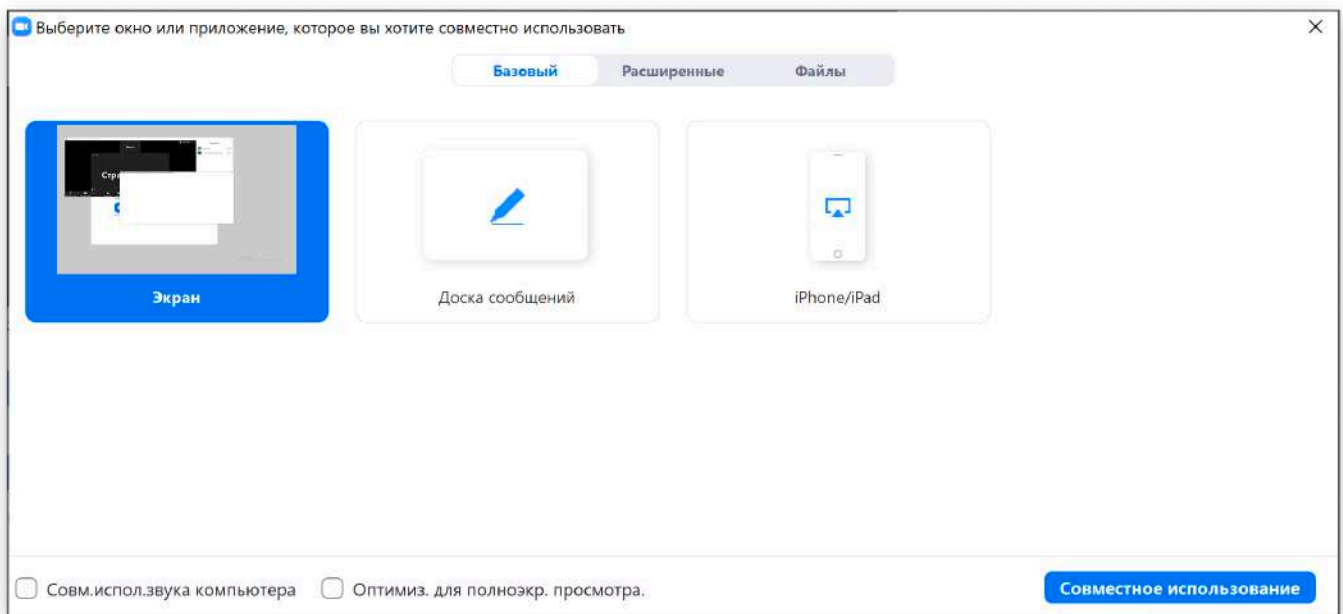 Выберите окно или приложение, которое вы хотите совместно использовать
Базовый Расширенные Файлы
Экран Доска сообщений iPhone/iPad
Совм.испол.звука компьютера Оптимиз. для полноэкр. просмотра. Совместное использование